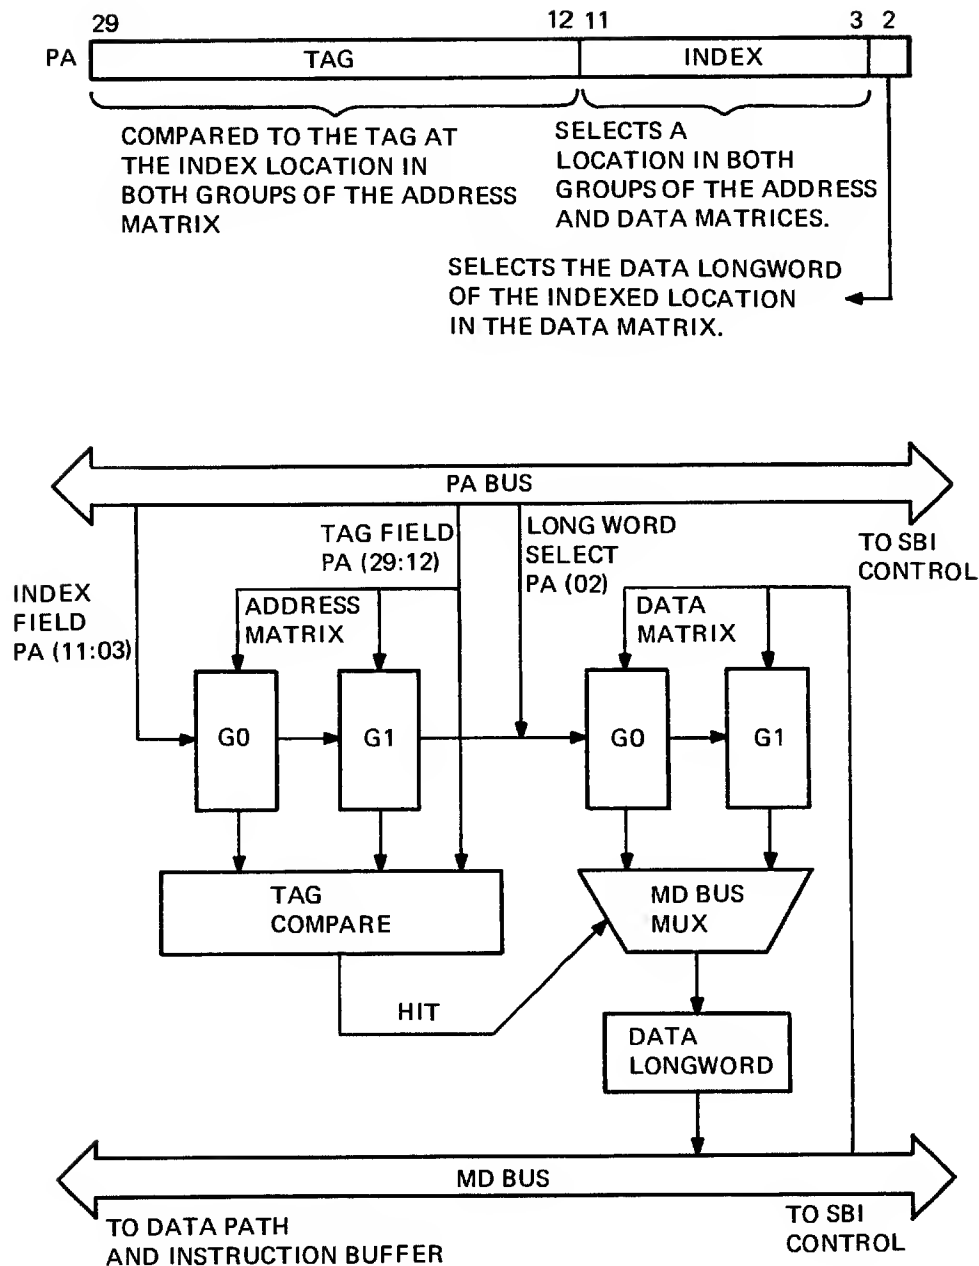 29 12 11 3 2
PA TAG INDEX
COMPARED TO THE TAG AT
THE INDEX LOCATION IN
BOTH GROUPS OF THE ADDRESS
MATRIX
SELECTS A
LOCATION IN BOTH
GROUPS OF THE ADDRESS
AND DATA MATRICES.
SELECTS THE DATA LONGWORD
OF THE INDEXED LOCATION
IN THE DATA MATRIX.
PA BUS
TO SBI
CONTROL
INDEX
FIELD
PA (11:03)
TAG FIELD
PA (29:12)
LONG WORD
SELECT
PA (02)
ADDRESS
MATRIX
DATA
MATRIX
G0 G1 G0 G1
TAG
COMPARE
MD BUS
MUX
HIT
DATA
LONGWORD
MD BUS
TO DATA PATH
AND INSTRUCTION BUFFER
TO SBI
CONTROL